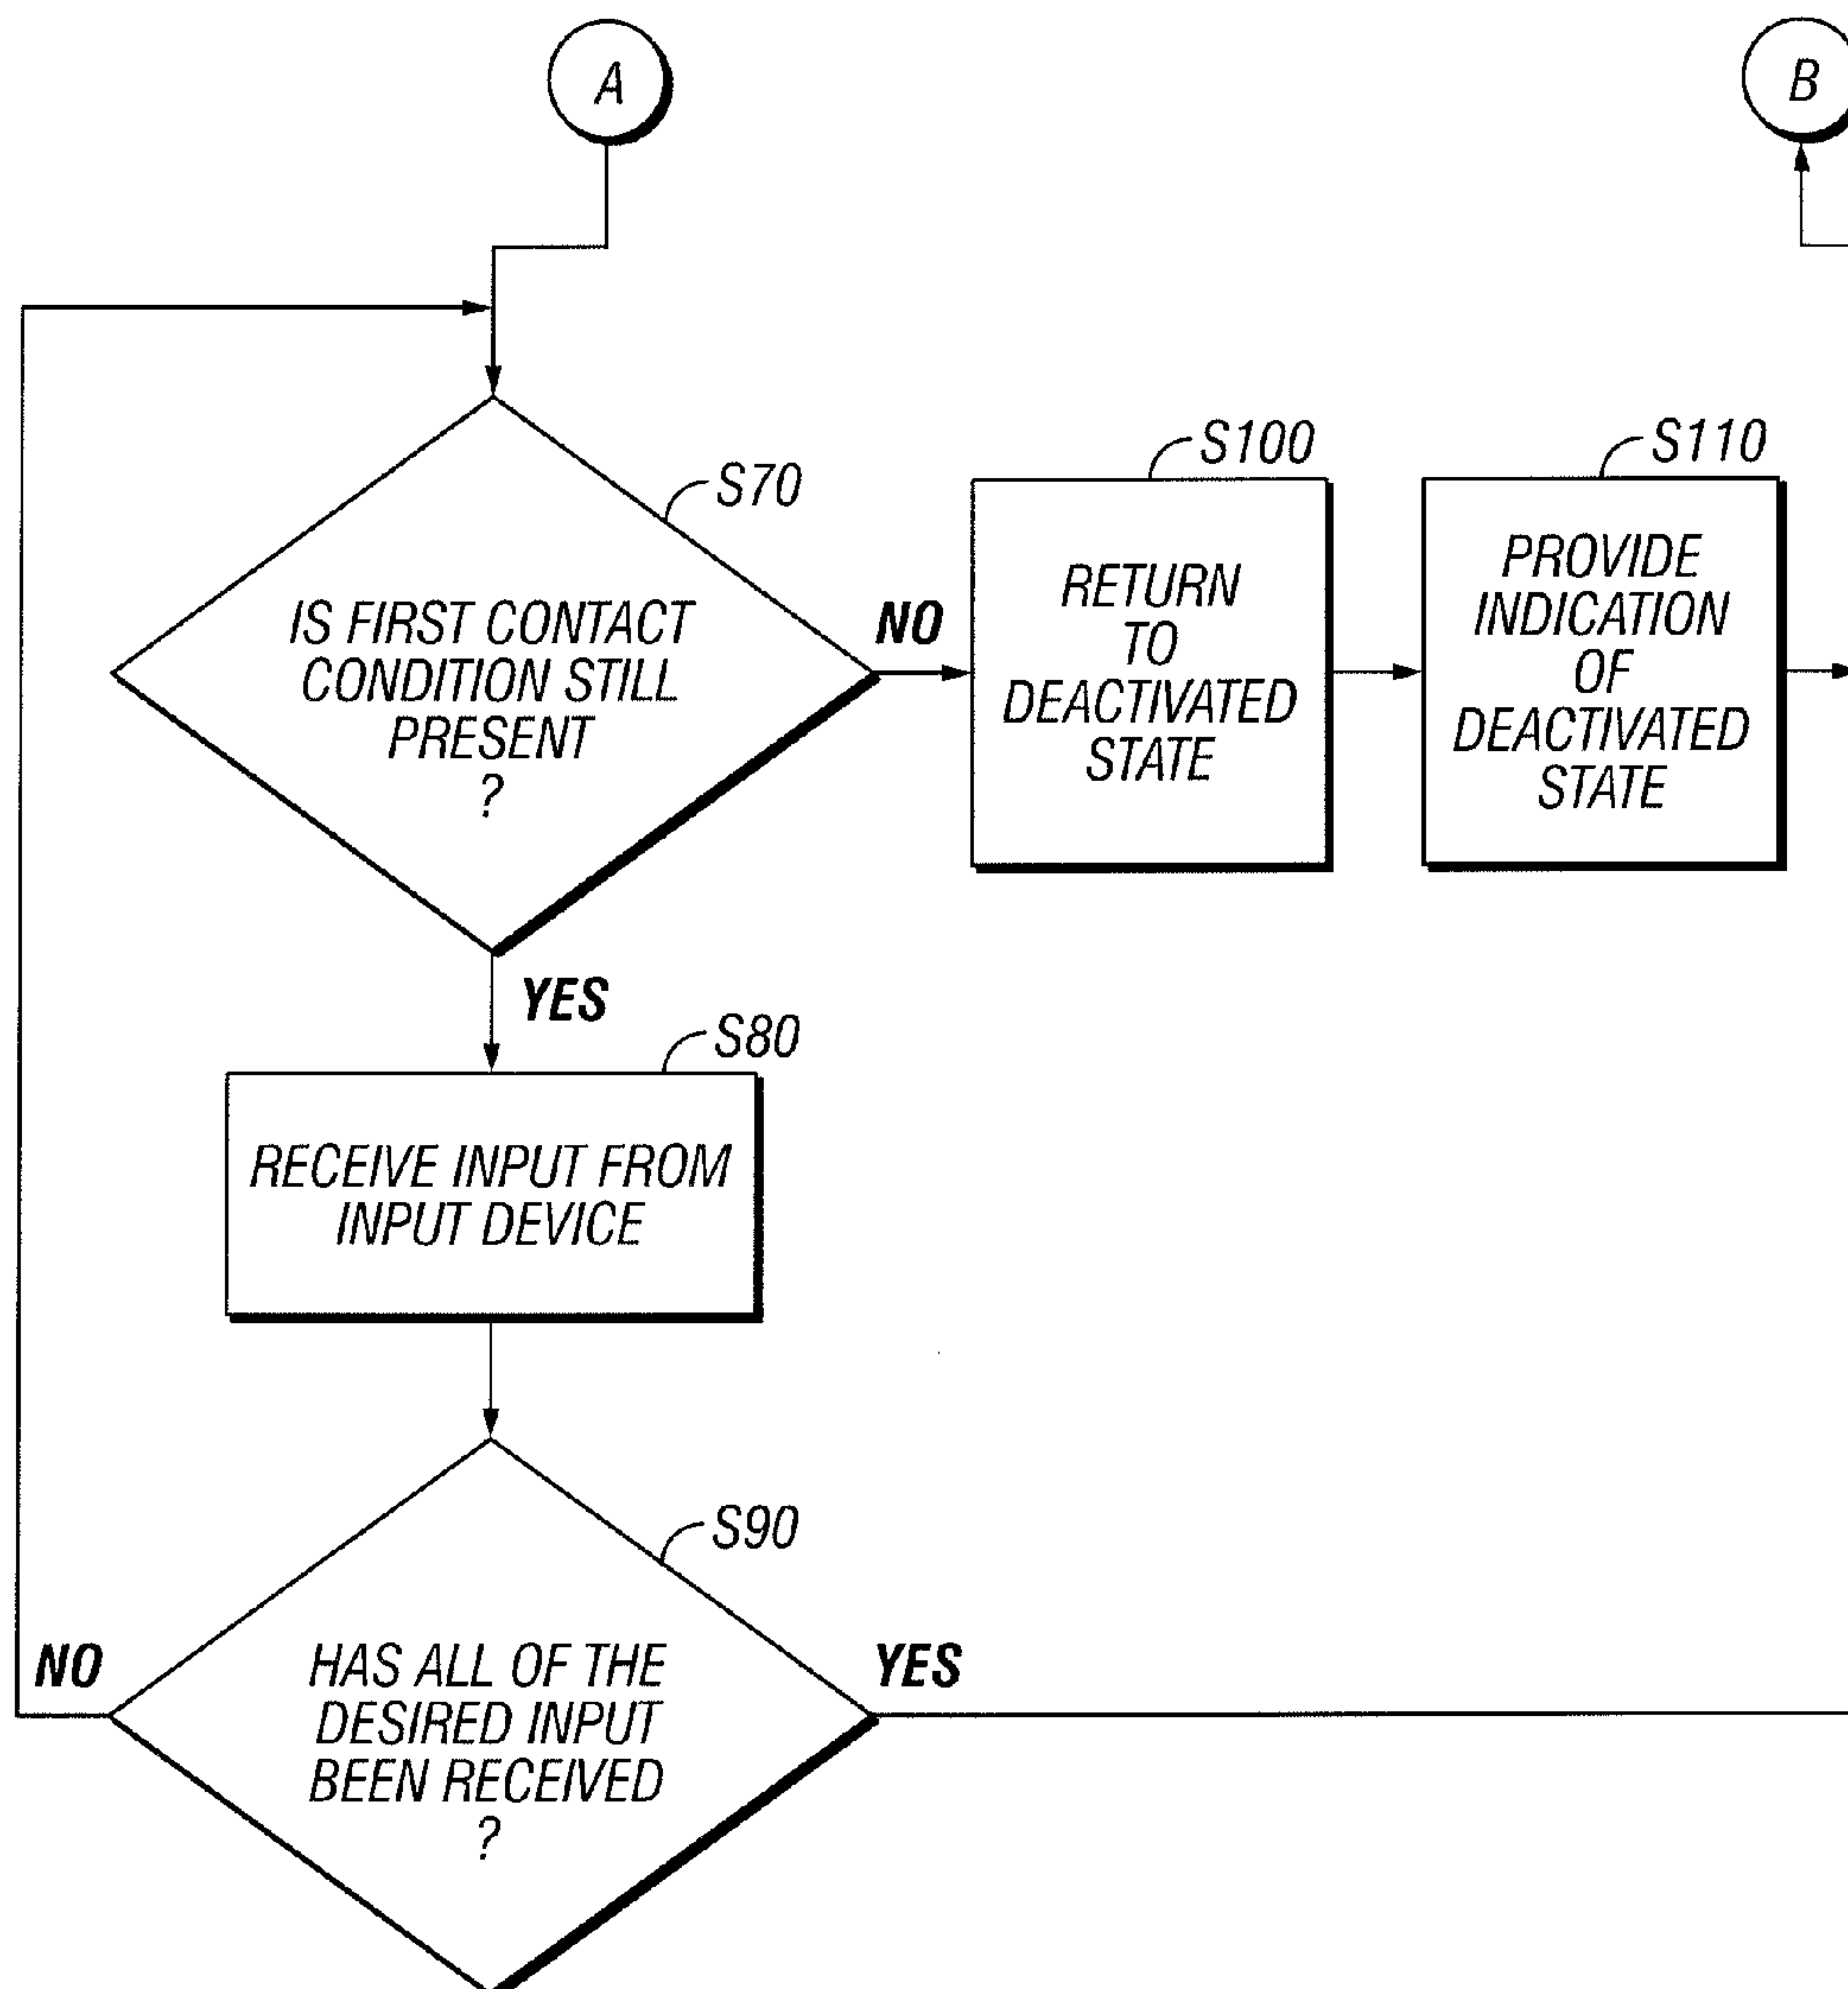 A
B
S70
IS FIRST CONTACT
CONDITION STILL
PRESENT
?
NO
S100
RETURN
TO
DEACTIVATED
STATE
S110
PROVIDE
INDICATION
OF
DEACTIVATED
STATE
YES
S80
RECEIVE INPUT FROM
INPUT DEVICE
S90
NO
HAS ALL OF THE
DESIRED INPUT
BEEN RECEIVED
?
YES